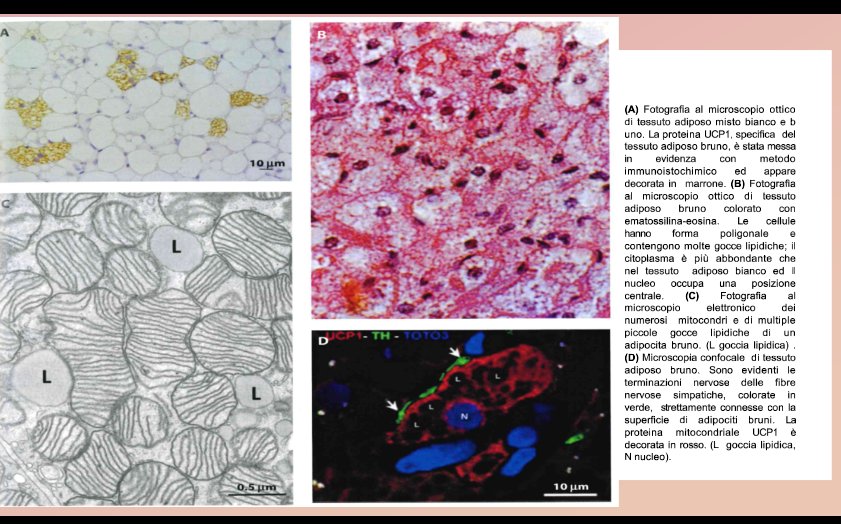 A
10 µm
B
C
L
L
L
0.5 µm
D
UCP1 - TH - TOTO3
L
L
L
L
N
10 µm
(A) Fotografia al microscopio ottico
di tessuto adiposo misto bianco e b
uno. La proteina UCP1, specifica del
tessuto adiposo bruno, è stata messa
in evidenza con metodo
immunoistochimico ed appare
decorata in marrone. (B) Fotografia
al microscopio ottico di tessuto
adiposo bruno colorato con
ematossilina-eosina. Le cellule
hanno forma poligonale e
contengono molte gocce lipidiche; il
citoplasma è più abbondante che
nel tessuto adiposo bianco ed il
nucleo occupa una posizione
centrale. (C) Fotografia al
microscopio elettronico dei
numerosi mitocondri e di multiple
piccole gocce lipidiche di un
adipocita bruno. (L goccia lipidica) .
(D) Microscopia confocale di tessuto
adiposo bruno. Sono evidenti le
terminazioni nervose delle fibre
nervose simpatiche, colorate in
verde, strettamente connesse con la
superficie di adipociti bruni. La
proteina mitocondriale UCP1 è
decorata in rosso. (L goccia lipidica,
N nucleo).